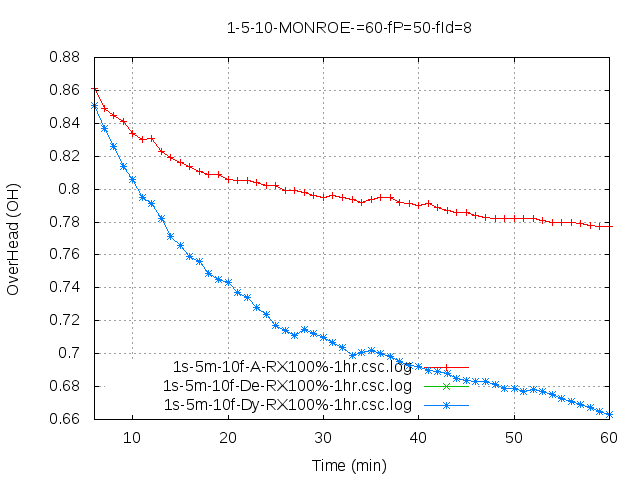 1-5-10-MONROE-=60-fP=50-fId=8
0.88
0.86
0.84
0.82
0.8
0.78
0.76
0.74
0.72
0.7
0.68
0.66
OverHead (OH)
1s-5m-10f-A-RX100%-1hr.csc.log
1s-5m-10f-De-RX100%-1hr.csc.log
1s-5m-10f-Dy-RX100%-1hr.csc.log
10 20 30 40 50 60
Time (min)